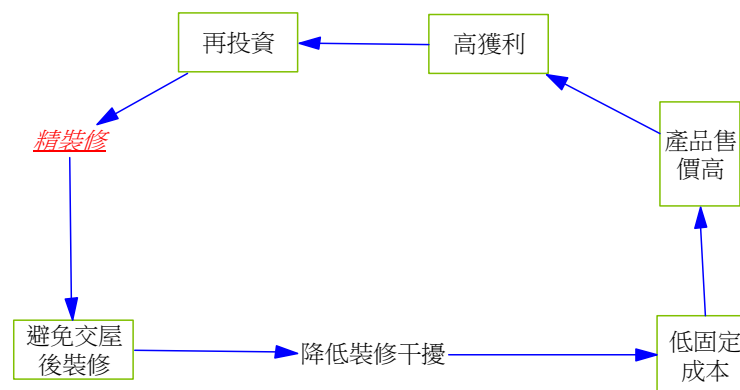 再投資
高獲利
精裝修
產品售
價高
避免交屋
後裝修
降低裝修干擾
低固定
成本